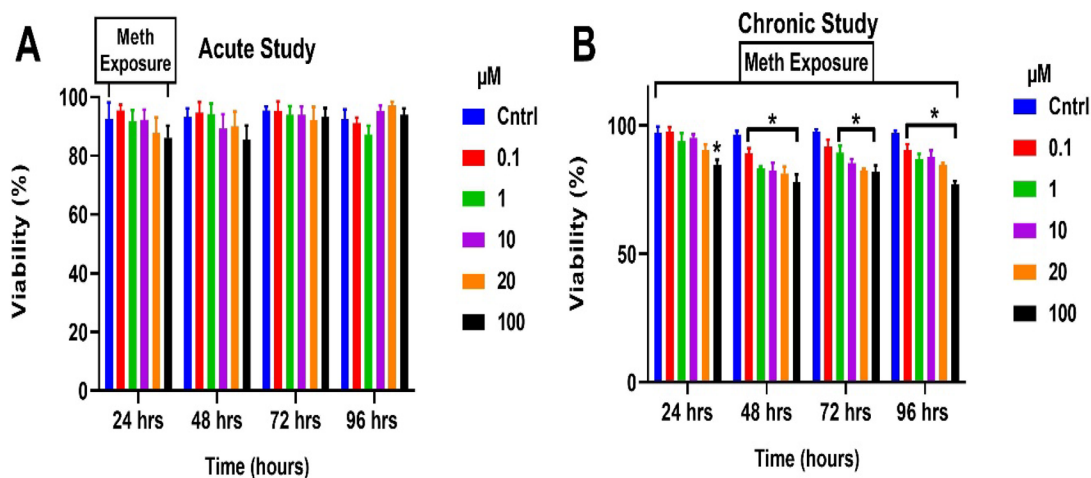 A
Meth
Exposure
Acute Study
µM
Cntrl
0.1
1
10
20
100
Viability (%)
100
80
60
40
20
0
24 hrs
48 hrs
72 hrs
96 hrs
Time (hours)
B
Chronic Study
Meth Exposure
µM
Cntrl
0.1
1
10
20
100
Viability (%)
100
50
0
*
*
*
*
24 hrs
48 hrs
72 hrs
96 hrs
Time (hours)